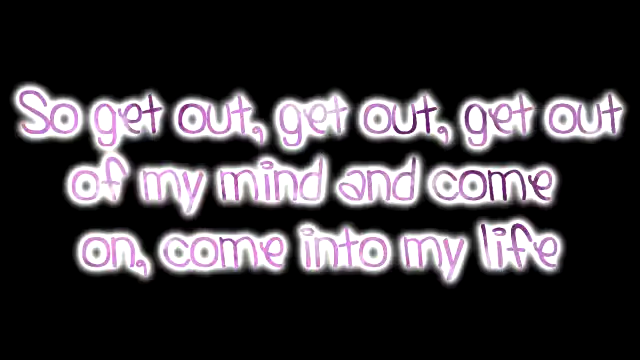 So get out, get out, get out
of my mind and come
on, come into my life